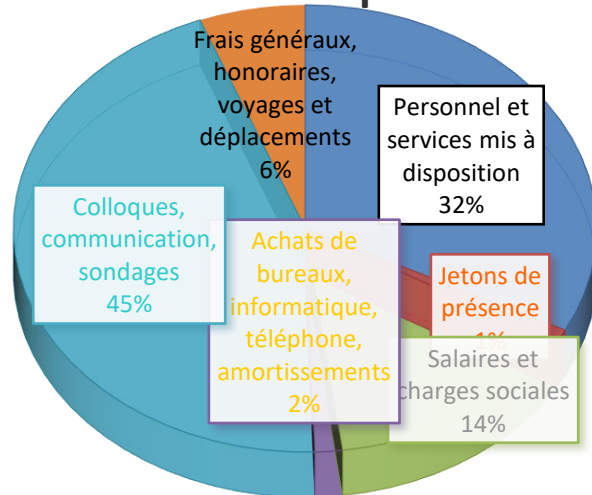 Frais généraux,
honoraires,
voyages et
déplacements
6%
Personnel et
services mis à
disposition
32%
Colloques,
communication,
sondages
45%
Achats de
bureaux,
informatique,
téléphone,
amortissements
2%
Jetons de
présence
1%
Salaires et
charges sociales
14%